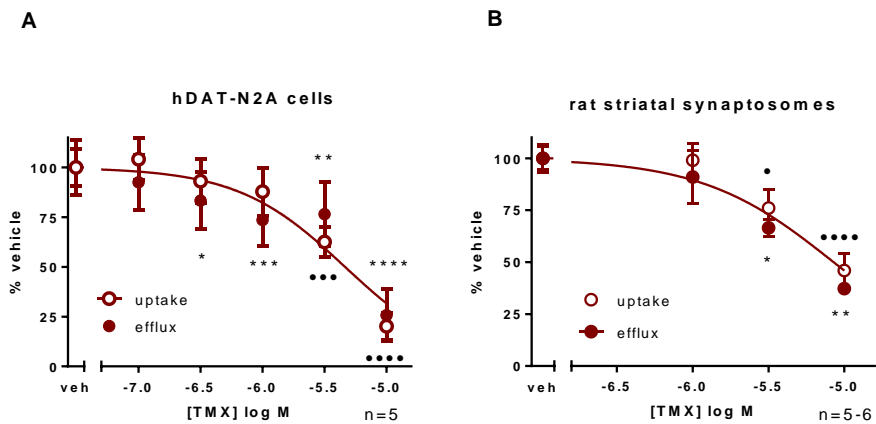 A
hDAT-N2A cells
% vehicle
100
75
50
25
0
* *
*
* * *
•••
* * * *
••••
uptake
efflux
veh
-7.0
-6.5
-6.0
-5.5
-5.0
[TMX] log M
n=5
B
rat striatal synaptosomes
% vehicle
100
75
50
25
0
•
*
••••
* *
uptake
efflux
veh
-6.5
-6.0
-5.5
-5.0
[TMX] log M
n=5-6